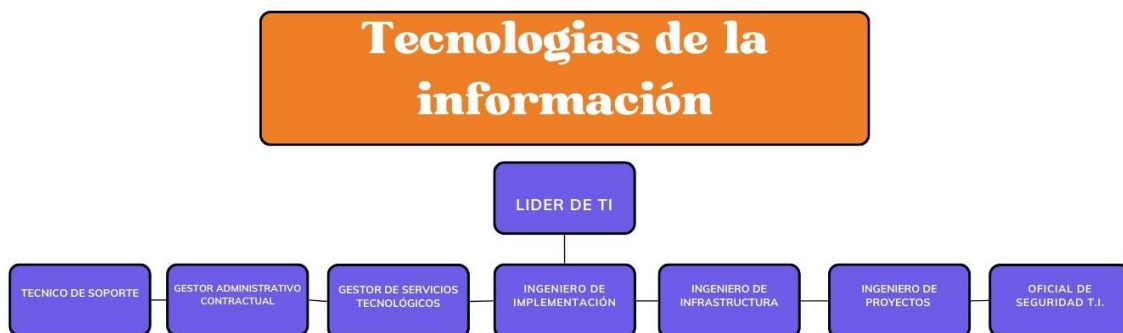 Tecnologias de la
información
LIDER DE TI
TECNICO DE SOPORTE
GESTOR ADMINISTRATIVO
CONTRACTUAL
GESTOR DE SERVICIOS
TECNOLÓGICOS
INGENIERO DE
IMPLEMENTACIÓN
INGENIERO DE
INFRASTRUCTURA
INGENIERO DE
PROYECTOS
OFICIAL DE
SEGURIDAD T.I.